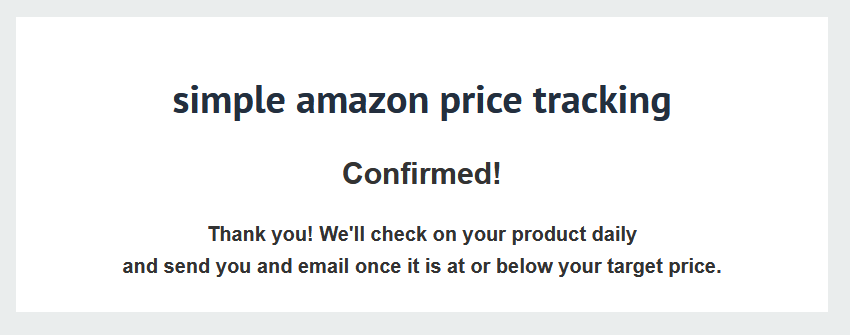 simple amazon price tracking
Confirmed!
Thank you! We'll check on your product daily
and send you and email once it is at or below your target price.